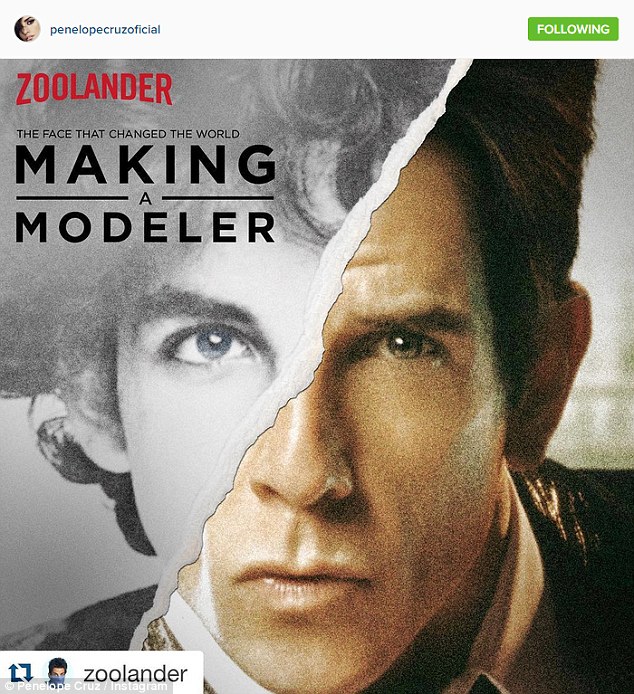 penelopecruzoficial
FOLLOWING
ZOOLANDER
THE FACE THAT CHANGED THE WORLD
MAKING
A
MODELER
zoolander
© Penelope Cruz / Instagram